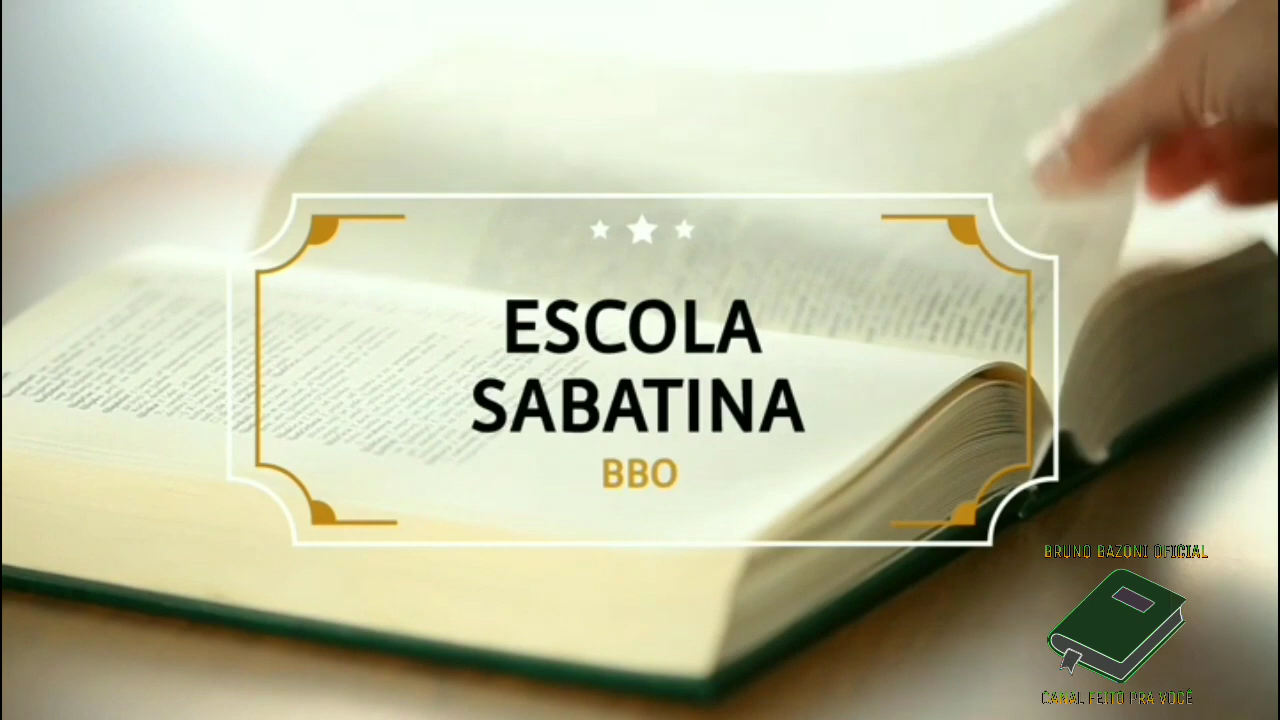 ESCOLA
SABATINA
BBO
BRUNO BAZONI OFICIAL
CANAL FEITO PRA VOCÊ